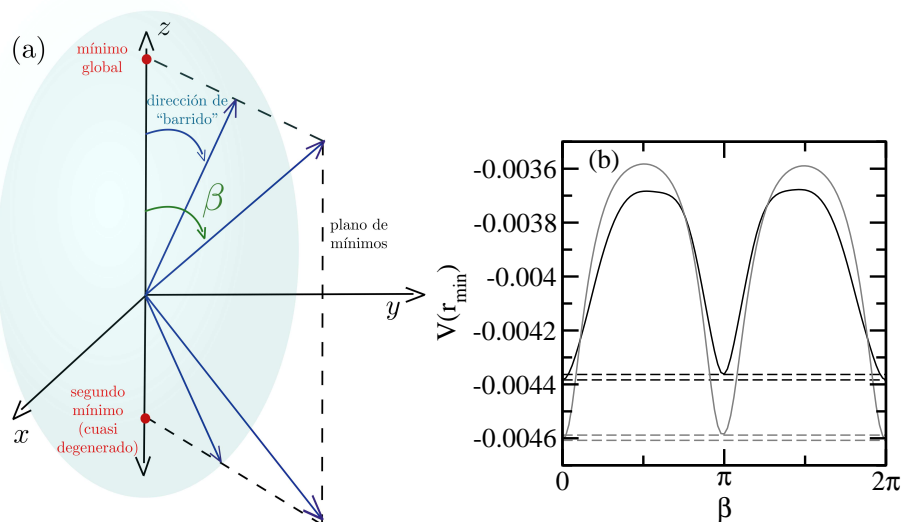 (a)
z
mínimo
global
dirección de
“barrido”
β
plano de
mínimos
y
x
segundo
mínimo
(cuasi
degenerado)
(b)
-0.0036
-0.0038
-0.004
-0.0042
-0.0044
-0.0046
V(r_min)
0
π
2π
β